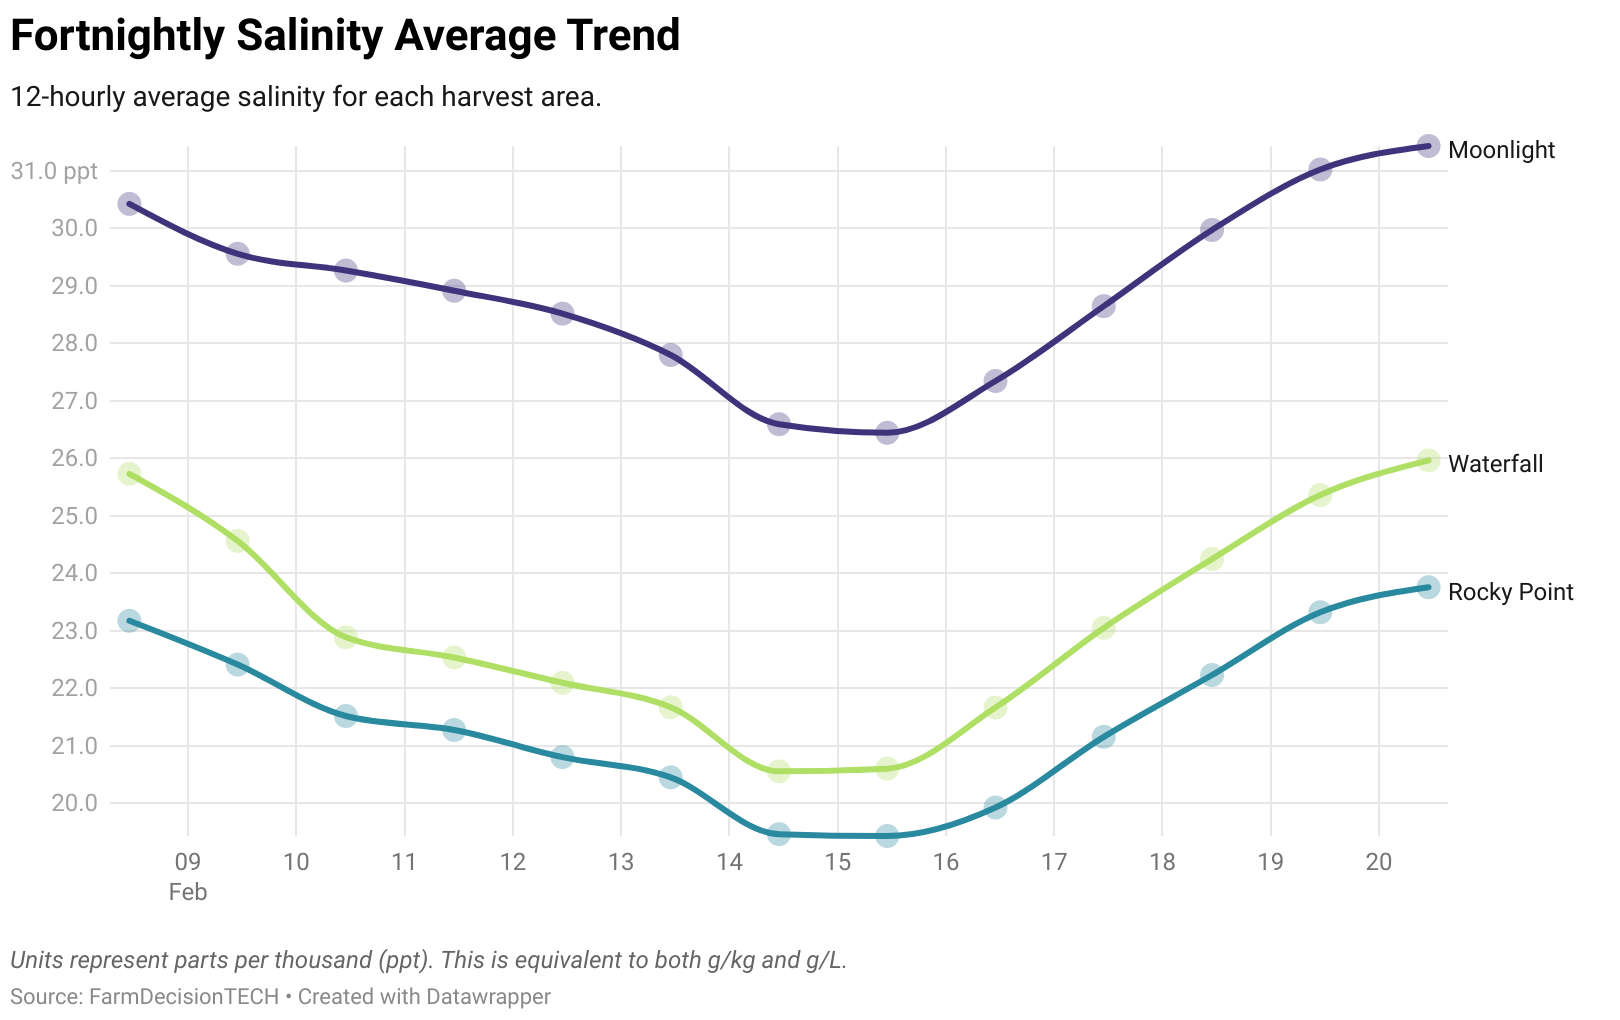 Fortnightly Salinity Average Trend
12-hourly average salinity for each harvest area.
Moonlight
31.0 ppt
30.0
29.0
28.0
27.0
26.0
Waterfall
25.0
24.0
Rocky Point
23.0
22.0
21.0
20.0
09 10 11 12 13 14 15 16 17 18 19 20
Feb
Units represent parts per thousand (ppt). This is equivalent to both g/kg and g/L.
Source: FarmDecisionTECH • Created with Datawrapper